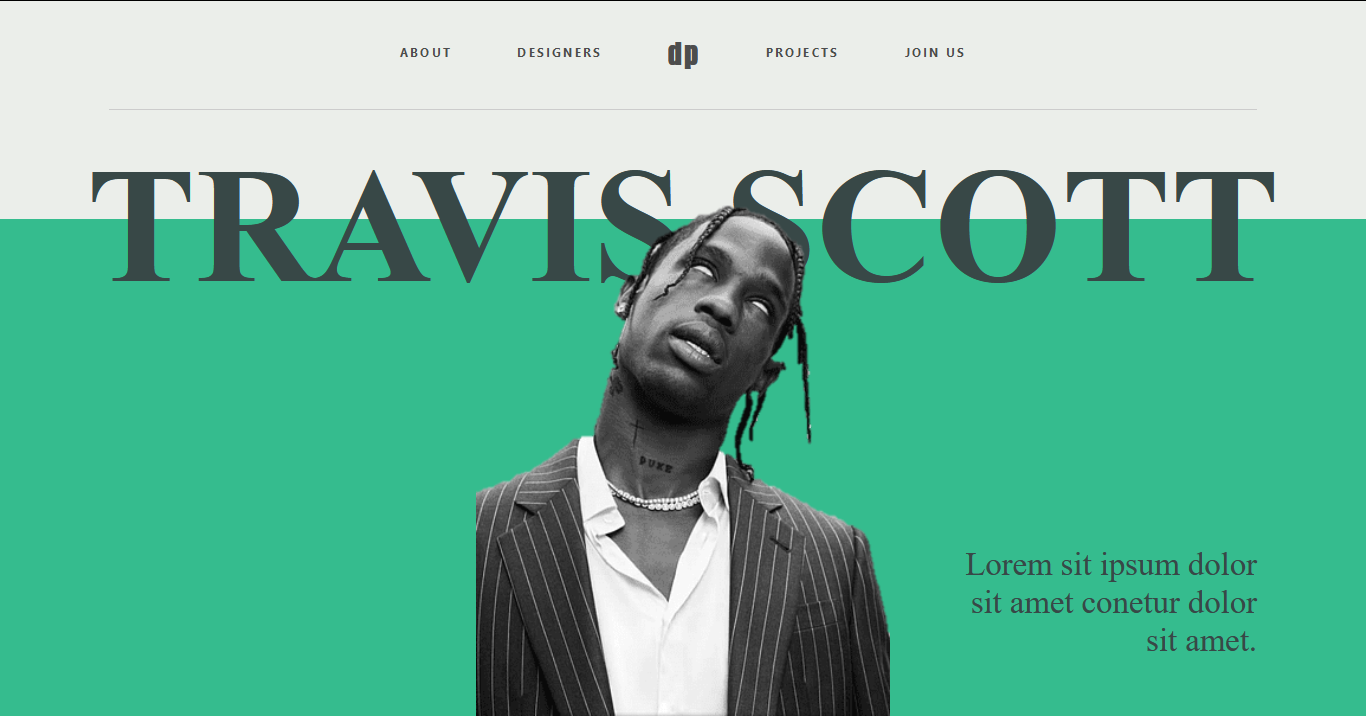 ABOUT DESIGNERS dp PROJECTS JOIN US
TRAVIS SCOTT
DUKE
Lorem sit ipsum dolor
sit amet conetur dolor
sit amet.